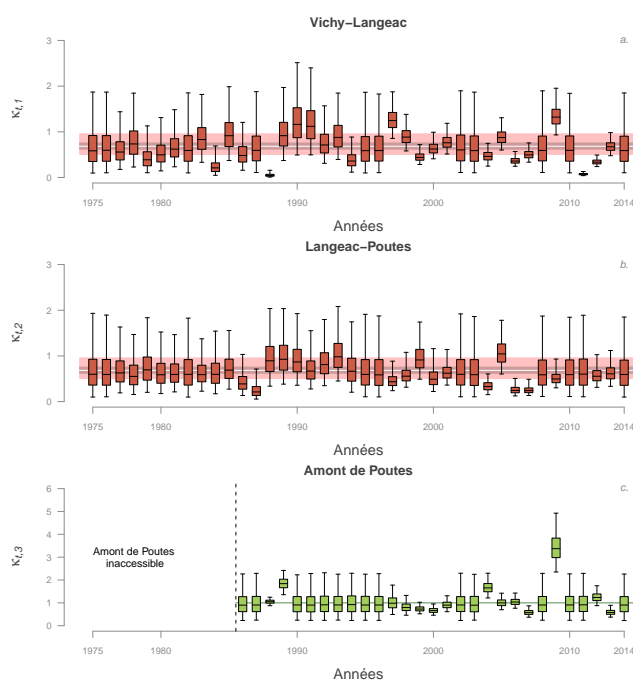 Vichy−Langeac
a.
3
2
1
0
κt,1
1975
1980
1990
2000
2010
2014
Années
Langeac−Poutes
b.
3
2
1
0
κt,2
1975
1980
1990
2000
2010
2014
Années
Amont de Poutes
c.
6
5
4
3
2
1
0
κt,3
Amont de Poutes
inaccessible
1975
1980
1990
2000
2010
2014
Années